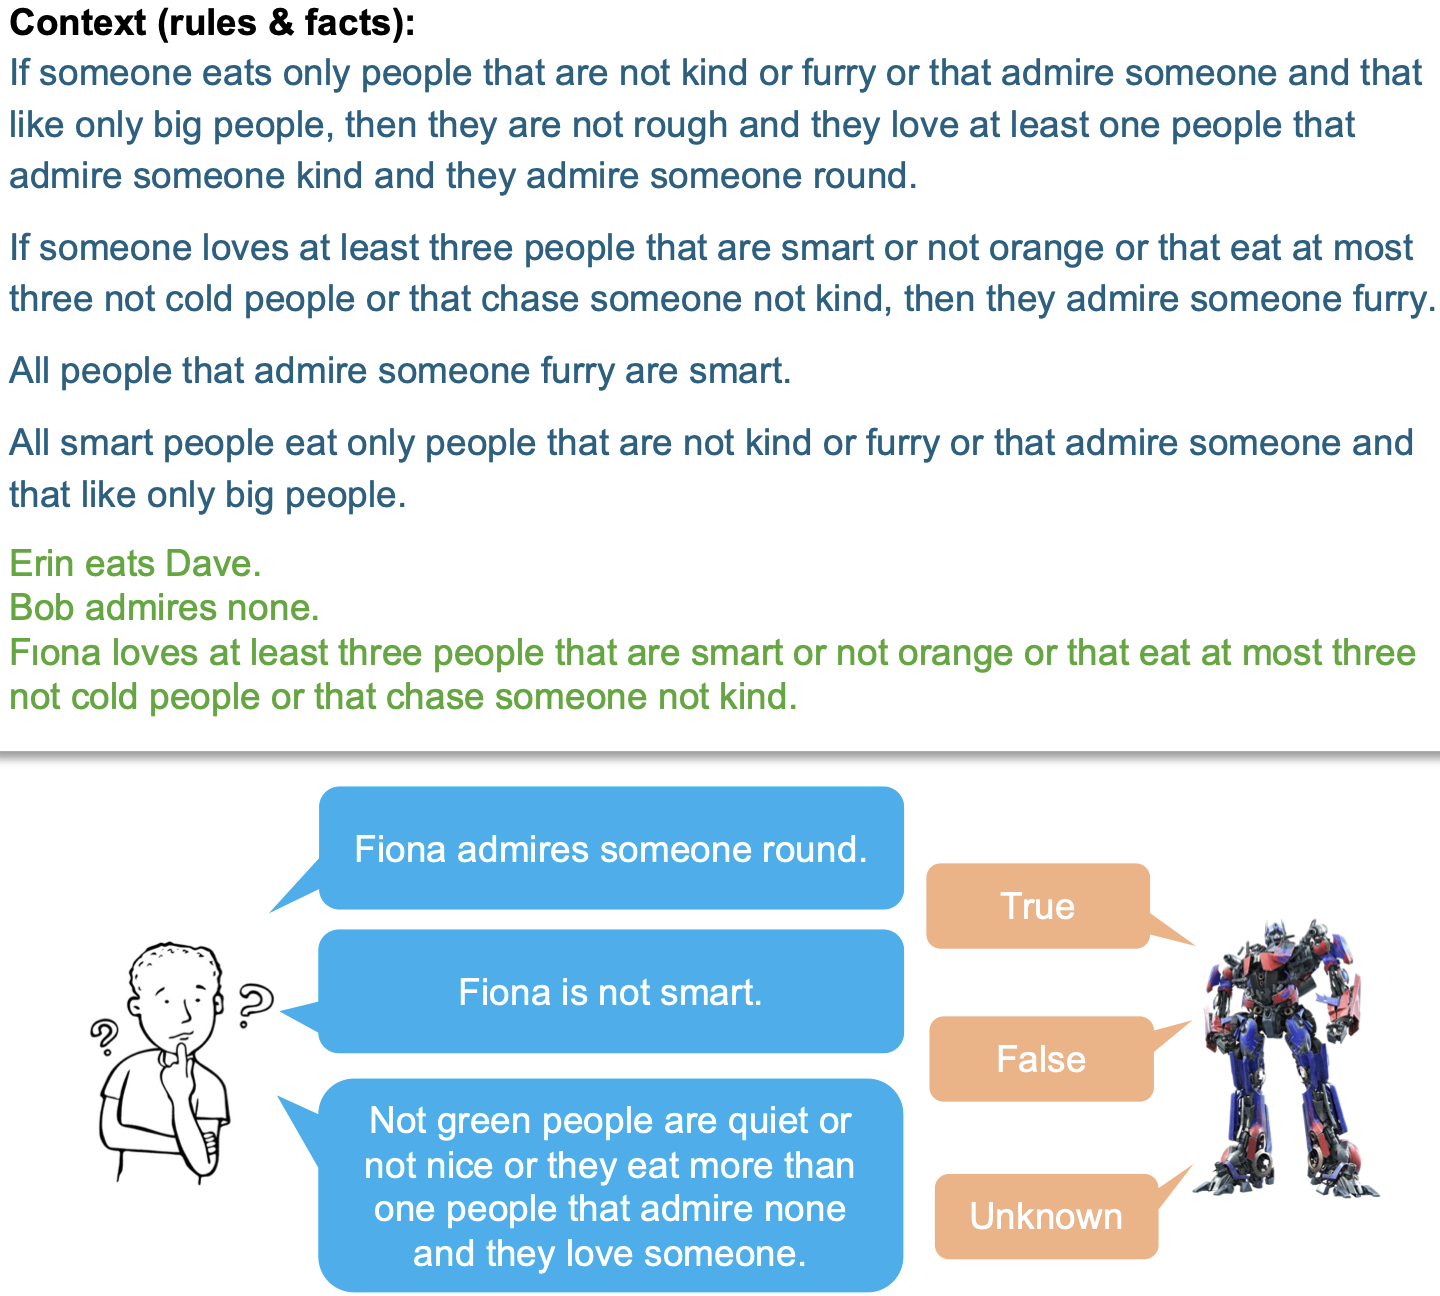 Context (rules & facts):
If someone eats only people that are not kind or furry or that admire someone and that
like only big people, then they are not rough and they love at least one people that
admire someone kind and they admire someone round.
If someone loves at least three people that are smart or not orange or that eat at most
three not cold people or that chase someone not kind, then they admire someone furry.
All people that admire someone furry are smart.
All smart people eat only people that are not kind or furry or that admire someone and
that like only big people.
Erin eats Dave.
Bob admires none.
Fıona loves at least three people that are smart or not orange or that eat at most three
not cold people or that chase someone not kind.
Fiona admires someone round.
True
Fiona is not smart.
?
?
False
Not green people are quiet or
not nice or they eat more than
one people that admire none
and they love someone.
Unknown